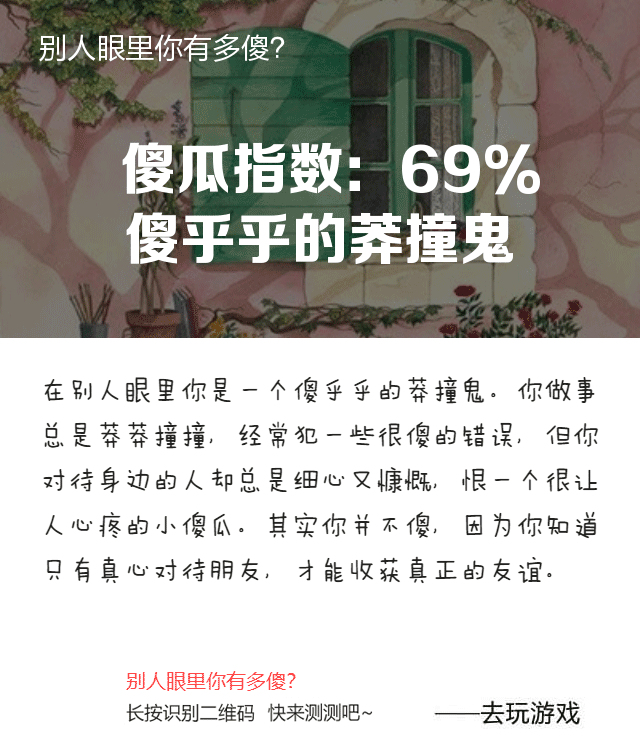 别人眼里你有多傻？
傻瓜指数：69%
傻乎乎的莽撞鬼
在别人眼里你是一个傻乎乎的莽撞鬼。你做事
总是莽莽撞撞，经常犯一些很傻的错误，但你
对待身边的人却总是细心又慷慨，恨一个很让
人心疼的小傻瓜。其实你并不傻，因为你知道
只有真心对待朋友，才能收获真正的友谊。
别人眼里你有多傻？
长按识别二维码 快来测测吧~
——去玩游戏